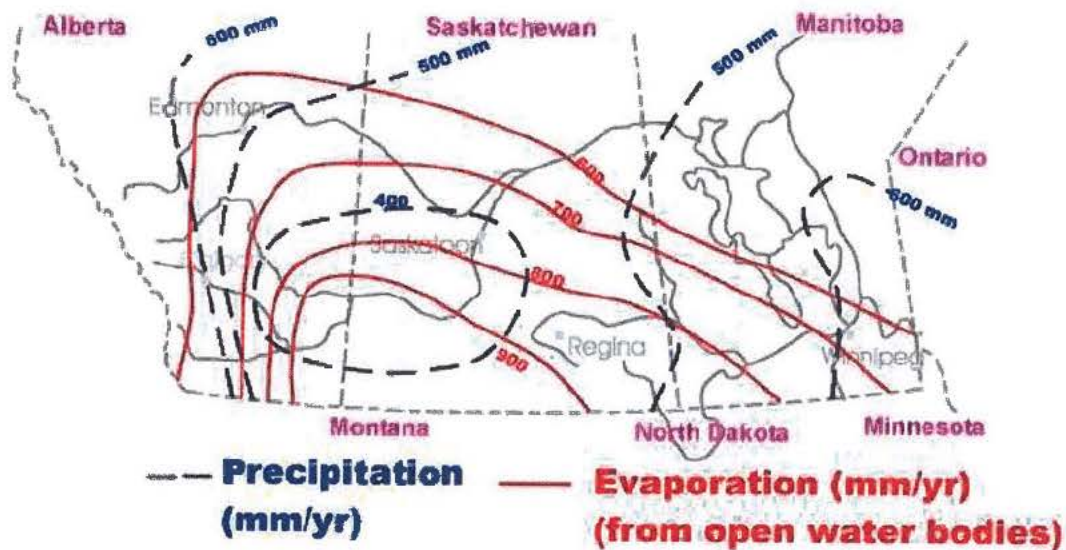 Alberta
600 mm
Saskatchewan
500 mm
Manitoba
500 mm
Edmonton
Ontario
600 mm
600
700
400
Saskatoon
800
900
Regina
Winnipeg
Montana
North Dakota
Minnesota
Precipitation
(mm/yr)
Evaporation (mm/yr)
(from open water bodies)